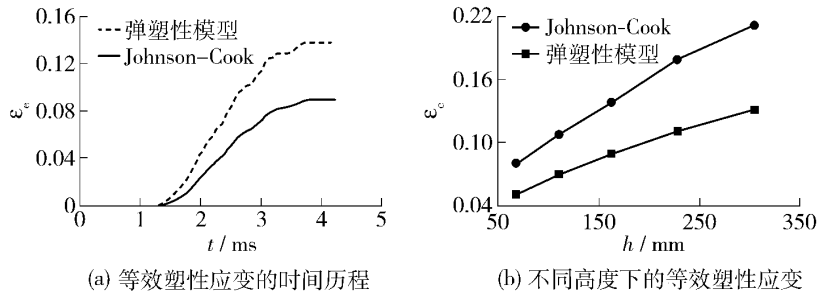 0.16
0.12
0.08
0.04
0
εe
弹塑性模型
Johnson-Cook
0 1 2 3 4 5
t / ms
(a) 等效塑性应变的时间历程
0.22
0.16
0.10
0.04
εe
Johnson-Cook
弹塑性模型
50 150 250 350
h / mm
(b) 不同高度下的等效塑性应变